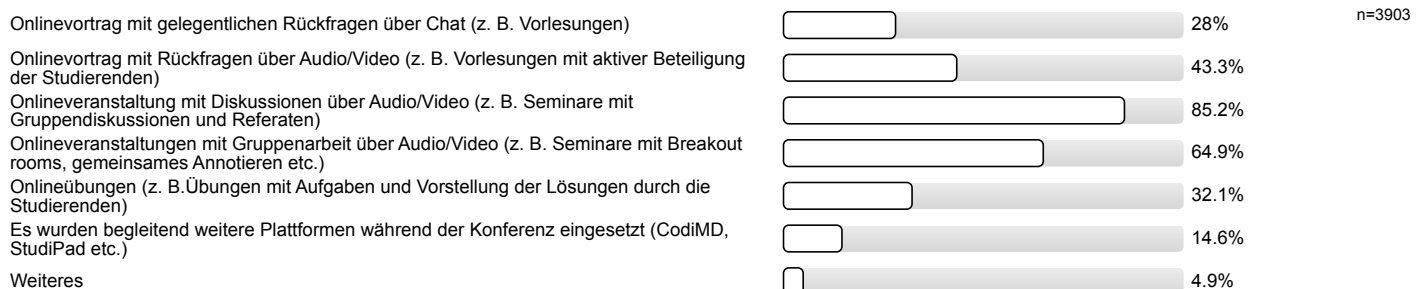 Onlinevortrag mit gelegentlichen Rückfragen über Chat (z. B. Vorlesungen) 28% n=3903
Onlinevortrag mit Rückfragen über Audio/Video (z. B. Vorlesungen mit aktiver Beteiligung
der Studierenden) 43.3%
Onlineveranstaltung mit Diskussionen über Audio/Video (z. B. Seminare mit
Gruppendiskussionen und Referaten) 85.2%
Onlineveranstaltungen mit Gruppenarbeit über Audio/Video (z. B. Seminare mit Breakout
rooms, gemeinsames Annotieren etc.) 64.9%
Onlineübungen (z. B.Übungen mit Aufgaben und Vorstellung der Lösungen durch die
Studierenden) 32.1%
Es wurden begleitend weitere Plattformen während der Konferenz eingesetzt (CodiMD,
StudiPad etc.) 14.6%
Weiteres 4.9%